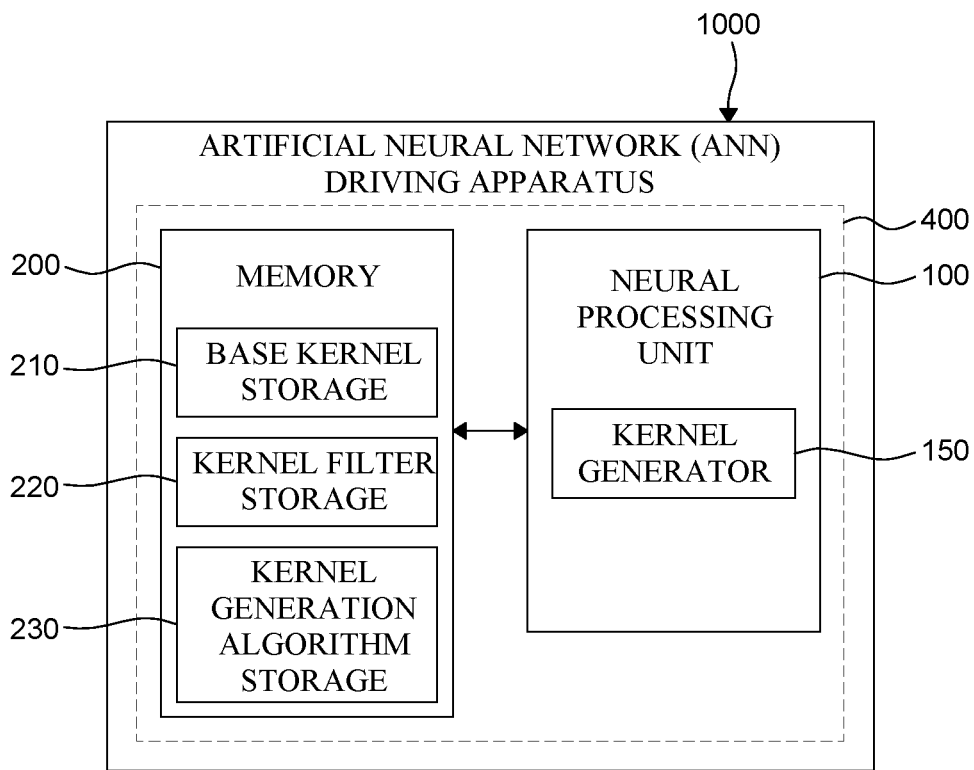 1000
ARTIFICIAL NEURAL NETWORK (ANN)
DRIVING APPARATUS
400
200
MEMORY
210
BASE KERNEL
STORAGE
220
KERNEL FILTER
STORAGE
230
KERNEL
GENERATION
ALGORITHM
STORAGE
100
NEURAL
PROCESSING
UNIT
150
KERNEL
GENERATOR